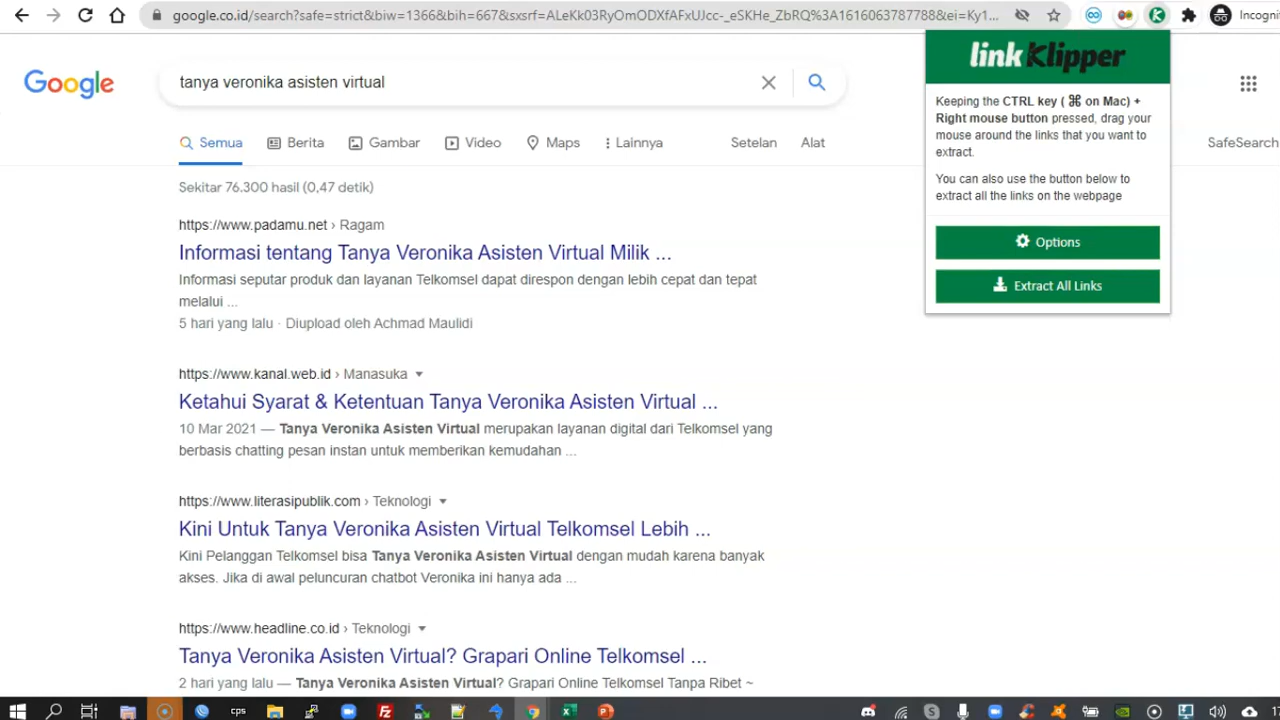 google.co.id/search?safe=strict&biw=1366&bih=667&sxsrf=ALeKk03RyOmODXfAFxUJcc-_eSKHe_ZbRQ%3A1616063787788&ei=Ky1...
Incogni
link Klipper
Google
tanya veronika asisten virtual
Keeping the CTRL key ( ⌘ on Mac) +
Right mouse button pressed, drag your
mouse around the links that you want to
extract.
You can also use the button below to
extract all the links on the webpage
Options
Extract All Links
Semua Berita Gambar Video Maps Lainnya Setelan Alat SafeSearch
Sekitar 76.300 hasil (0,47 detik)
https://www.padamu.net › Ragam
Informasi tentang Tanya Veronika Asisten Virtual Milik ...
Informasi seputar produk dan layanan Telkomsel dapat direspon dengan lebih cepat dan tepat
melalui ...
5 hari yang lalu · Diupload oleh Achmad Maulidi
https://www.kanal.web.id › Manasuka
Ketahui Syarat & Ketentuan Tanya Veronika Asisten Virtual ...
10 Mar 2021 — Tanya Veronika Asisten Virtual merupakan layanan digital dari Telkomsel yang
berbasis chatting pesan instan untuk memberikan kemudahan ...
https://www.literasipublik.com › Teknologi
Kini Untuk Tanya Veronika Asisten Virtual Telkomsel Lebih ...
Kini Pelanggan Telkomsel bisa Tanya Veronika Asisten Virtual dengan mudah karena banyak
akses. Jika di awal peluncuran chatbot Veronika ini hanya ada ...
https://www.headline.co.id › Teknologi
Tanya Veronika Asisten Virtual? Grapari Online Telkomsel ...
2 hari yang lalu — Tanya Veronika Asisten Virtual? Grapari Online Telkomsel Tanpa Ribet ~
cps